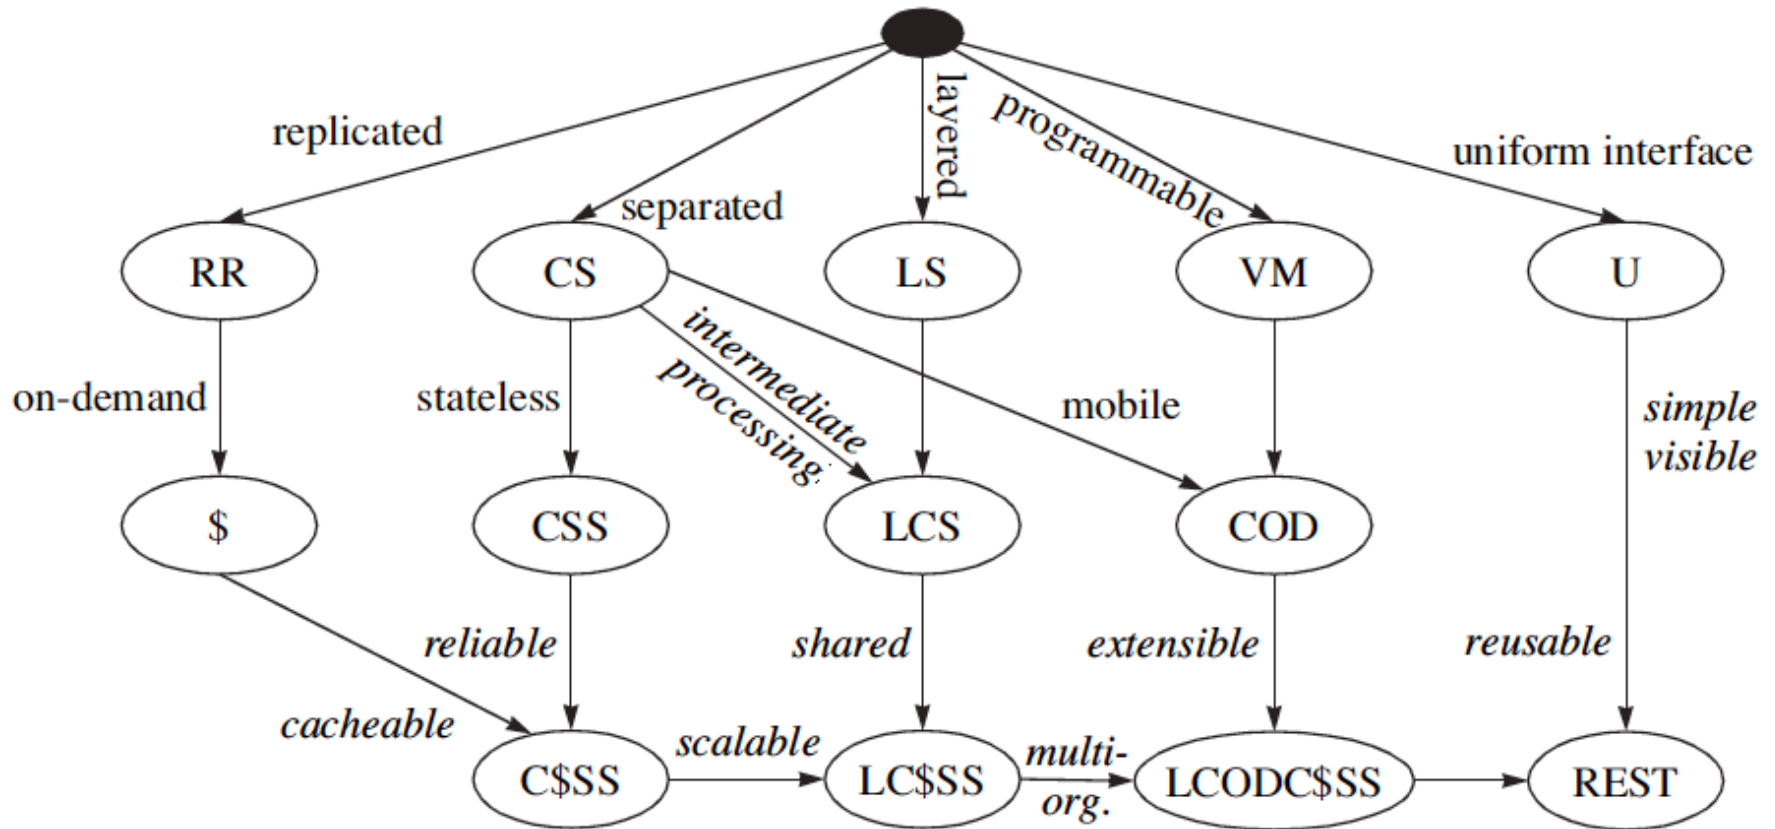 layered
programmable
replicated
uniform interface
separated
RR
CS
LS
VM
U
on-demand
stateless
intermediate
processing
mobile
simple
visible
$
CSS
LCS
COD
reliable
shared
extensible
reusable
cacheable
scalable
multi-
org.
C$SS
LC$SS
LCODC$SS
REST